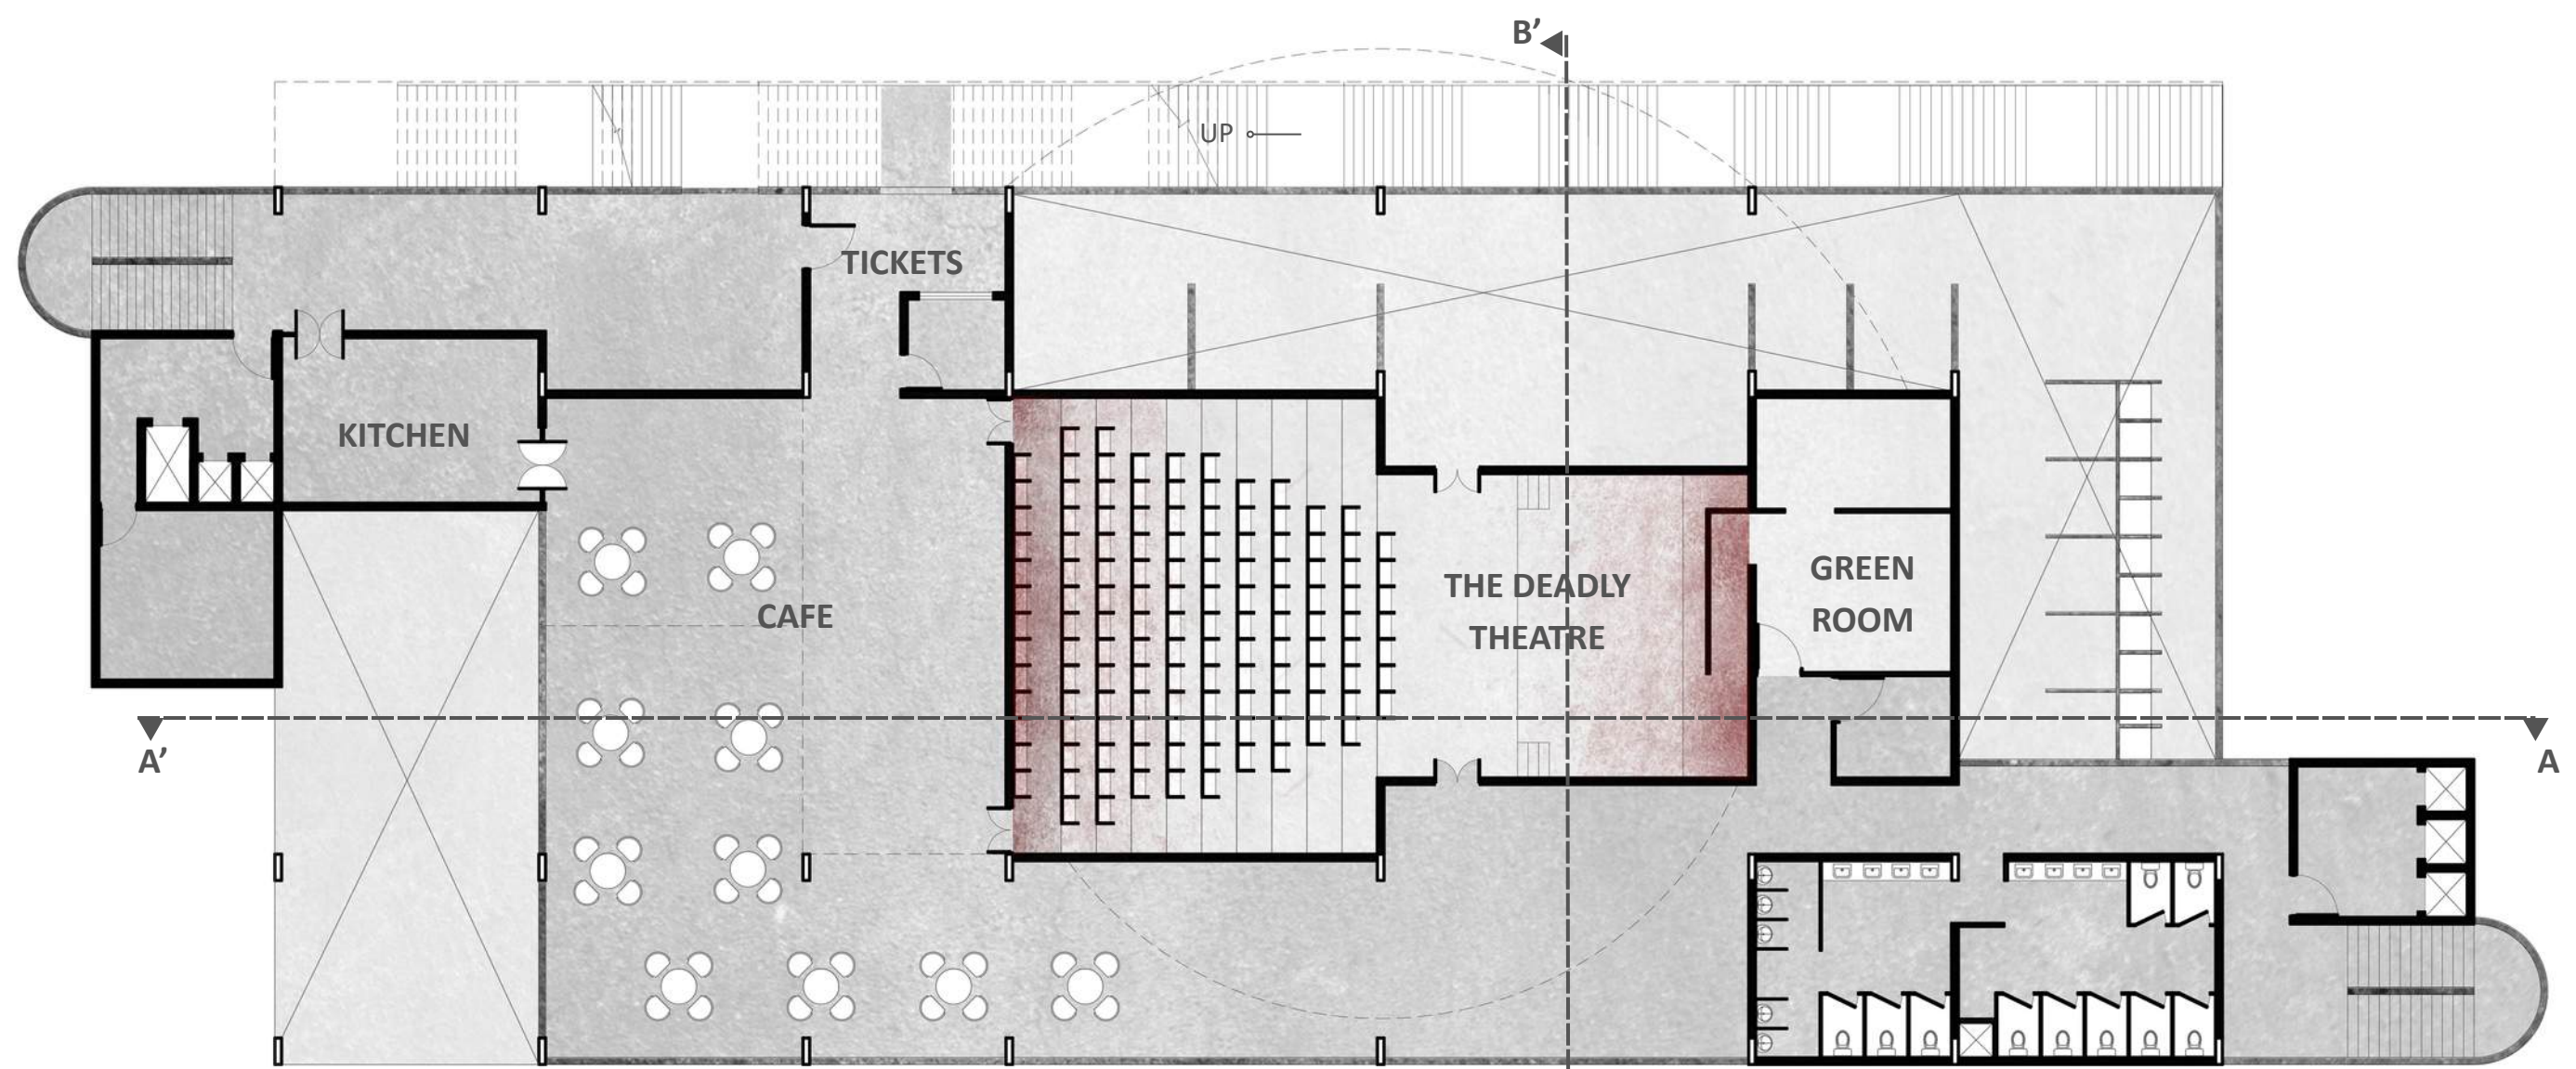 B’
UP
TICKETS
KITCHEN
CAFE
THE DEADLY
THEATRE
GREEN
ROOM
A’
A